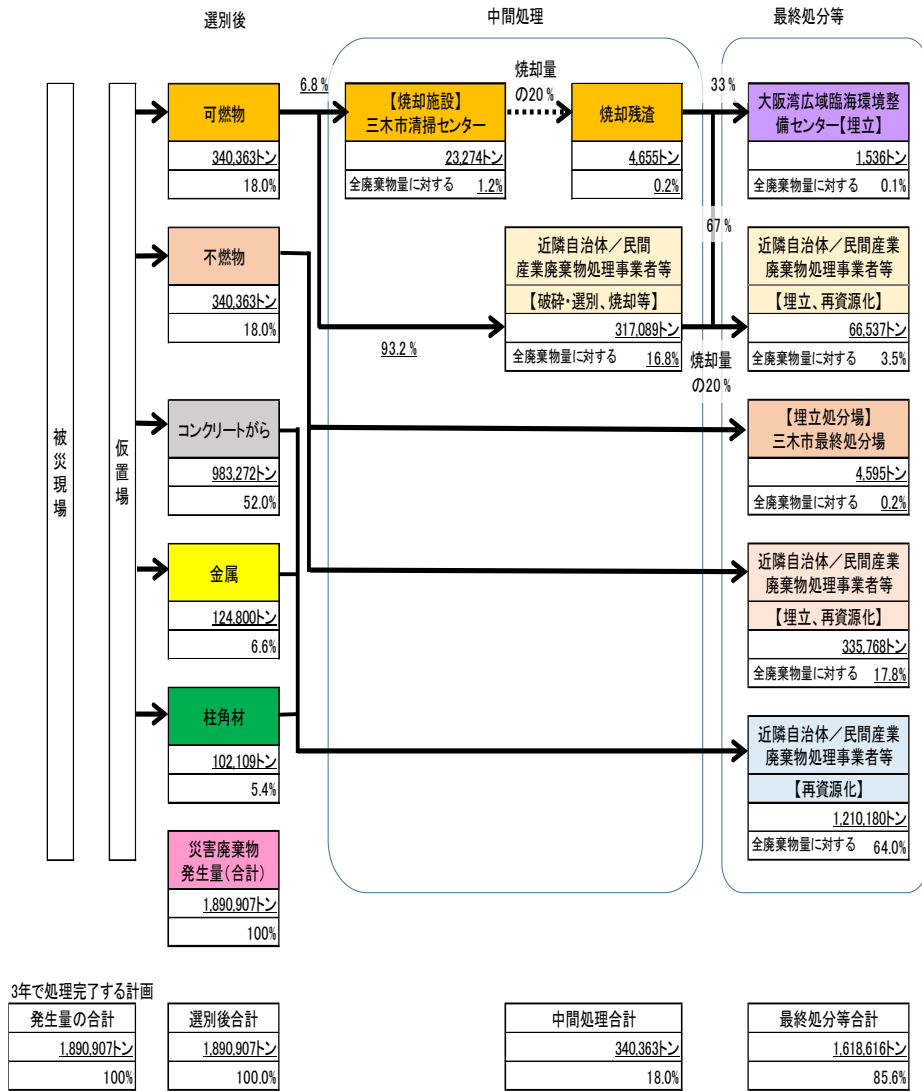 選別後
中間処理
最終処分等
被災現場
仮置場
可燃物
340,363トン
18.0%
6.8%
【焼却施設】
三木市清掃センター
23,274トン
全廃棄物量に対する 1.2%
焼却量
の20%
焼却残渣
4,655トン
0.2%
33%
大阪湾広域臨海環境整
備センター【埋立】
1,536トン
全廃棄物量に対する 0.1%
67%
不燃物
340,363トン
18.0%
93.2%
近隣自治体/民間
産業廃棄物処理事業者等
【破砕・選別、焼却等】
317,089トン
全廃棄物量に対する 16.8%
焼却量
の20%
近隣自治体/民間産業
廃棄物処理事業者等
【埋立、再資源化】
66,537トン
全廃棄物量に対する 3.5%
コンクリートがら
983,272トン
52.0%
【埋立処分場】
三木市最終処分場
4,595トン
全廃棄物量に対する 0.2%
金属
124,800トン
6.6%
近隣自治体/民間産業
廃棄物処理事業者等
【埋立、再資源化】
335,768トン
全廃棄物量に対する 17.8%
柱角材
102,109トン
5.4%
近隣自治体/民間産業
廃棄物処理事業者等
【再資源化】
1,210,180トン
全廃棄物量に対する 64.0%
災害廃棄物
発生量(合計)
1,890,907トン
100%
3年で処理完了する計画
発生量の合計
1,890,907トン
100%
選別後合計
1,890,907トン
100.0%
中間処理合計
340,363トン
18.0%
最終処分等合計
1,618,616トン
85.6%